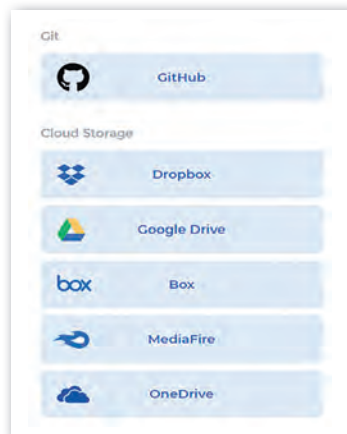 Git
GitHub
Cloud Storage
Dropbox
Google Drive
box Box
MediaFire
OneDrive